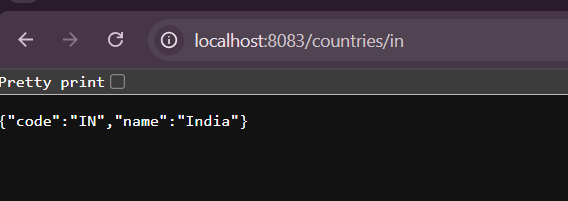 localhost:8083/countries/in
Pretty print
{"code":"IN","name":"India"}